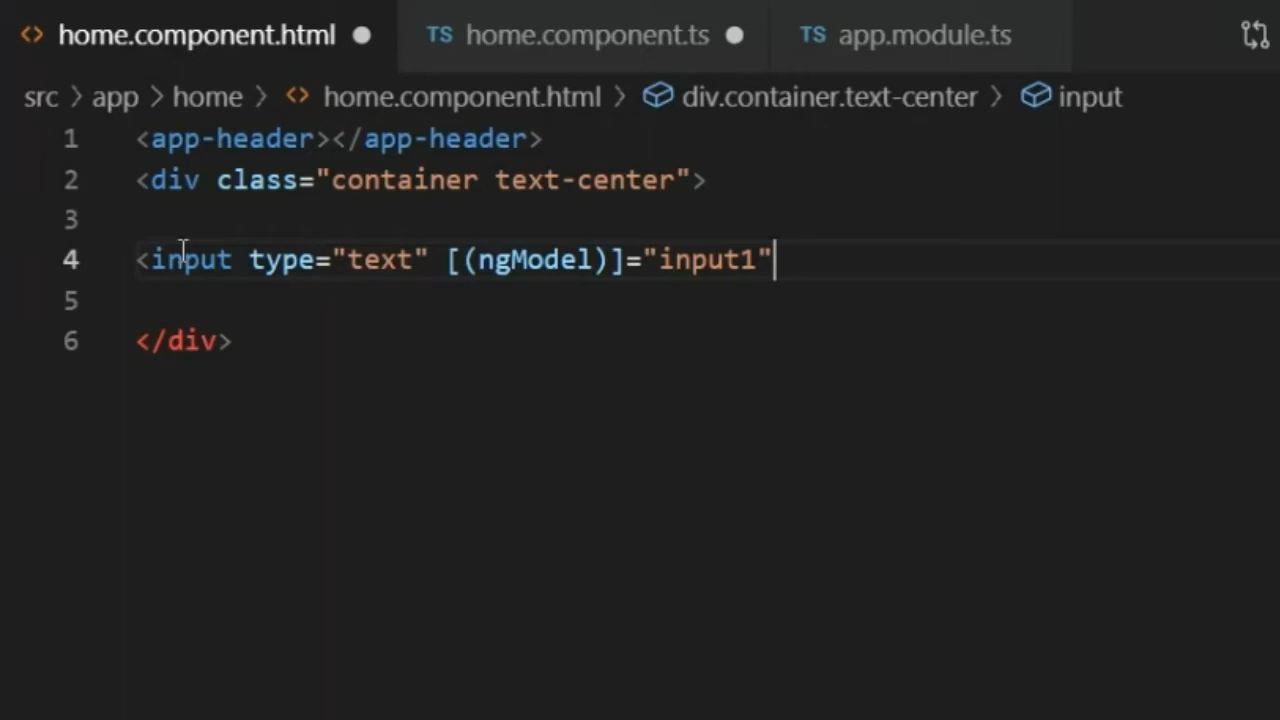 home.component.html TS home.component.ts TS app.module.ts
src > app > home > <> home.component.html > div.container.text-center > input
1 <app-header></app-header>
2 <div class="container text-center">
3
4 <input type="text" [(ngModel)]="input1"
5
6 </div>